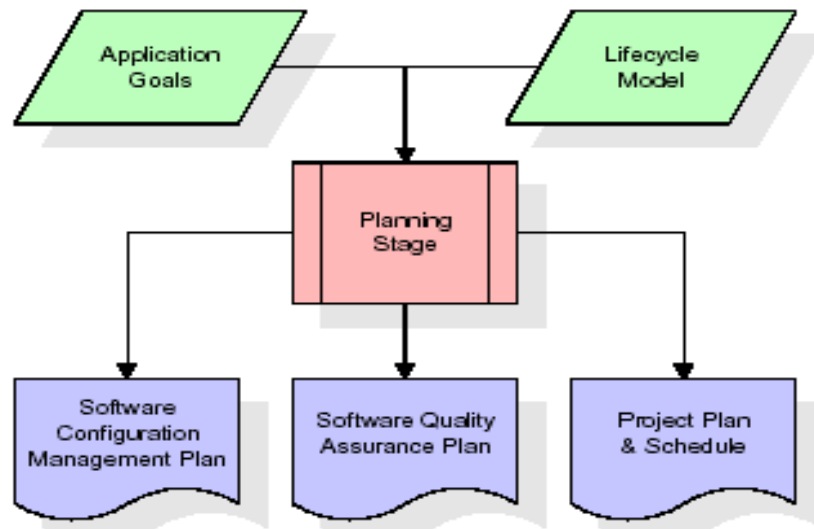 Application
Goals
Lifecycle
Model
Planning
Stage
Software
Configuration
Management Plan
Software Quality
Assurance Plan
Project Plan
& Schedule